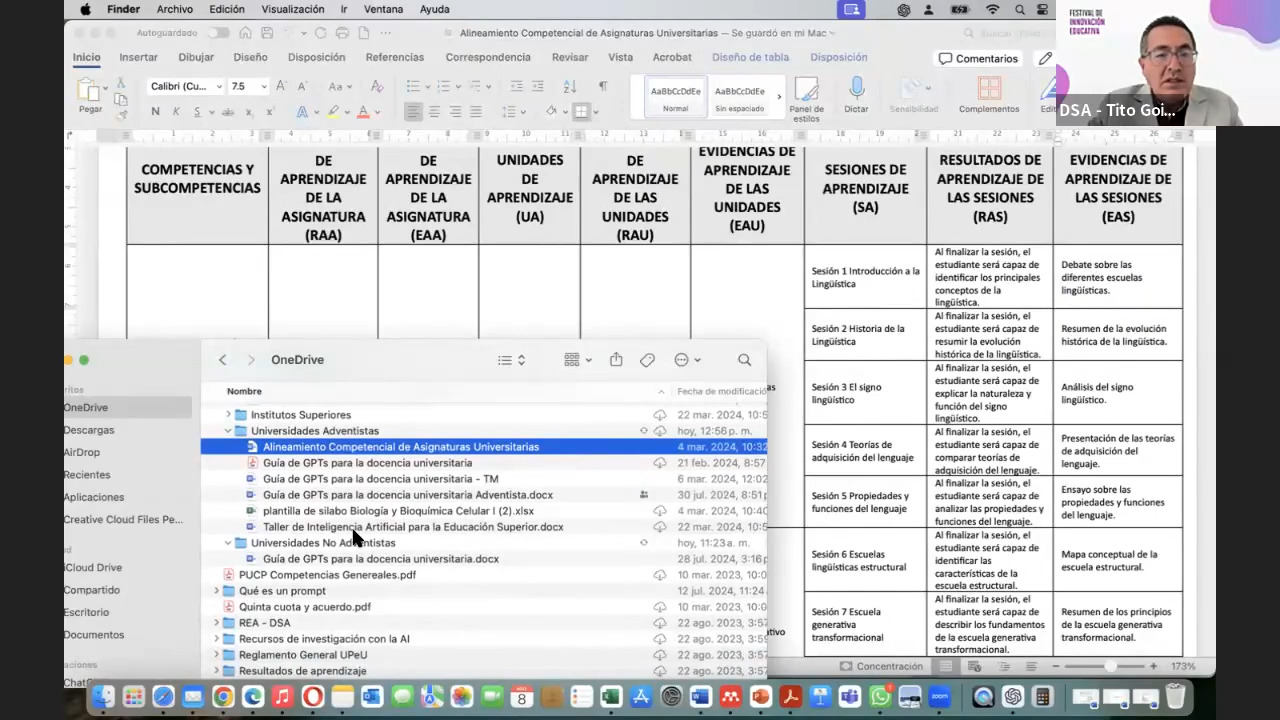 Finder Archivo Edición Visualización Ir Ventana Ayuda
Autoguardado
Alineamiento Competencial de Asignaturas Universitarias — Se guardó en mi Mac
Inicio Insertar Dibujar Diseño Disposición Referencias Correspondencia Revisar Vista Acrobat Diseño de tabla Disposición
Comentarios
Pegar
Calibri (Cu... 7.5
AaBbCcDdEe
Normal
AaBbCcDdEe
Sin espaciado
Panel de estilos
Dictar
Sensibilidad
Complementos
FESTIVAL DE
INNOVACIÓN
EDUCATIVA
DSA - Tito Goi...
COMPETENCIAS Y
SUBCOMPETENCIAS
DE
APRENDIZAJE
DE LA
ASIGNATURA
(RAA)
DE
APRENDIZAJE
DE LA
ASIGNATURA
(EAA)
UNIDADES
DE
APRENDIZAJE
(UA)
DE
APRENDIZAJE
DE LAS
UNIDADES
(RAU)
EVIDENCIAS DE
APRENDIZAJE
DE LAS
UNIDADES
(EAU)
SESIONES DE
APRENDIZAJE
(SA)
RESULTADOS DE
APRENDIZAJE DE
LAS SESIONES
(RAS)
EVIDENCIAS DE
APRENDIZAJE DE
LAS SESIONES
(EAS)
Sesión 1 Introducción a la
Lingüística
Al finalizar la sesión, el
estudiante será capaz de
identificar los principales
conceptos de la
lingüística.
Debate sobre las
diferentes escuelas
lingüísticas.
Sesión 2 Historia de la
Lingüística
Al finalizar la sesión, el
estudiante será capaz de
resumir la evolución
histórica de la lingüística.
Resumen de la evolución
histórica de la lingüística.
Sesión 3 El signo
lingüístico
Al finalizar la sesión, el
estudiante será capaz de
explicar la naturaleza y
función del signo
lingüístico.
Análisis del signo
lingüístico.
Sesión 4 Teorías de
adquisición del lenguaje
Al finalizar la sesión, el
estudiante será capaz de
comparar teorías de
adquisición del lenguaje.
Presentación de las teorías
de adquisición del
lenguaje.
Sesión 5 Propiedades y
funciones del lenguaje
Al finalizar la sesión, el
estudiante será capaz de
analizar las propiedades y
funciones del lenguaje.
Ensayo sobre las
propiedades y funciones
del lenguaje.
Sesión 6 Escuelas
lingüísticas estructural
Al finalizar la sesión, el
estudiante será capaz de
identificar las
características de la
escuela estructural.
Mapa conceptual de la
escuela estructural.
Sesión 7 Escuela
generativa
transformacional
Al finalizar la sesión, el
estudiante será capaz de
describir los fundamentos
de la escuela generativa
transformacional.
Resumen de los principios
de la escuela generativa
transformacional.
OneDrive
Nombre Fecha de modificació
Institutos Superiores 22 mar. 2024, 10:5
Universidades Adventistas hoy, 12:56 p. m.
Alineamiento Competencial de Asignaturas Universitarias 4 mar. 2024, 10:32
Guía de GPTs para la docencia universitaria 21 feb. 2024, 8:57
Guía de GPTs para la docencia universitaria - TM 6 mar. 2024, 12:02
Guía de GPTs para la docencia universitaria Adventista.docx 30 jul. 2024, 8:51 p
plantilla de silabo Biología y Bioquímica Celular I (2).xlsx 4 mar. 2024, 10:40
Taller de Inteligencia Artificial para la Educación Superior.docx 22 mar. 2024, 10:5
Universidades No Adventistas hoy, 11:23 a. m.
Guía de GPTs para la docencia universitaria.docx 28 jul. 2024, 3:16 p
PUCP Competencias Genereales.pdf 10 mar. 2023, 10:0
Qué es un prompt 12 jul. 2024, 11:24
Quinta cuota y acuerdo.pdf 10 mar. 2023, 10:0
REA - DSA 22 ago. 2023, 3:57
Recursos de investigación con la AI 22 ago. 2023, 3:59
Reglamento General UPeU 22 ago. 2023, 3:57
Resultados de aprendizaje 22 ago. 2023, 3:57
ritos
OneDrive
Descargas
AirDrop
Recientes
Aplicaciones
Creative Cloud Files Pe...
ud
iCloud Drive
Compartido
Escritorio
Documentos
aciones
Concentración
173%